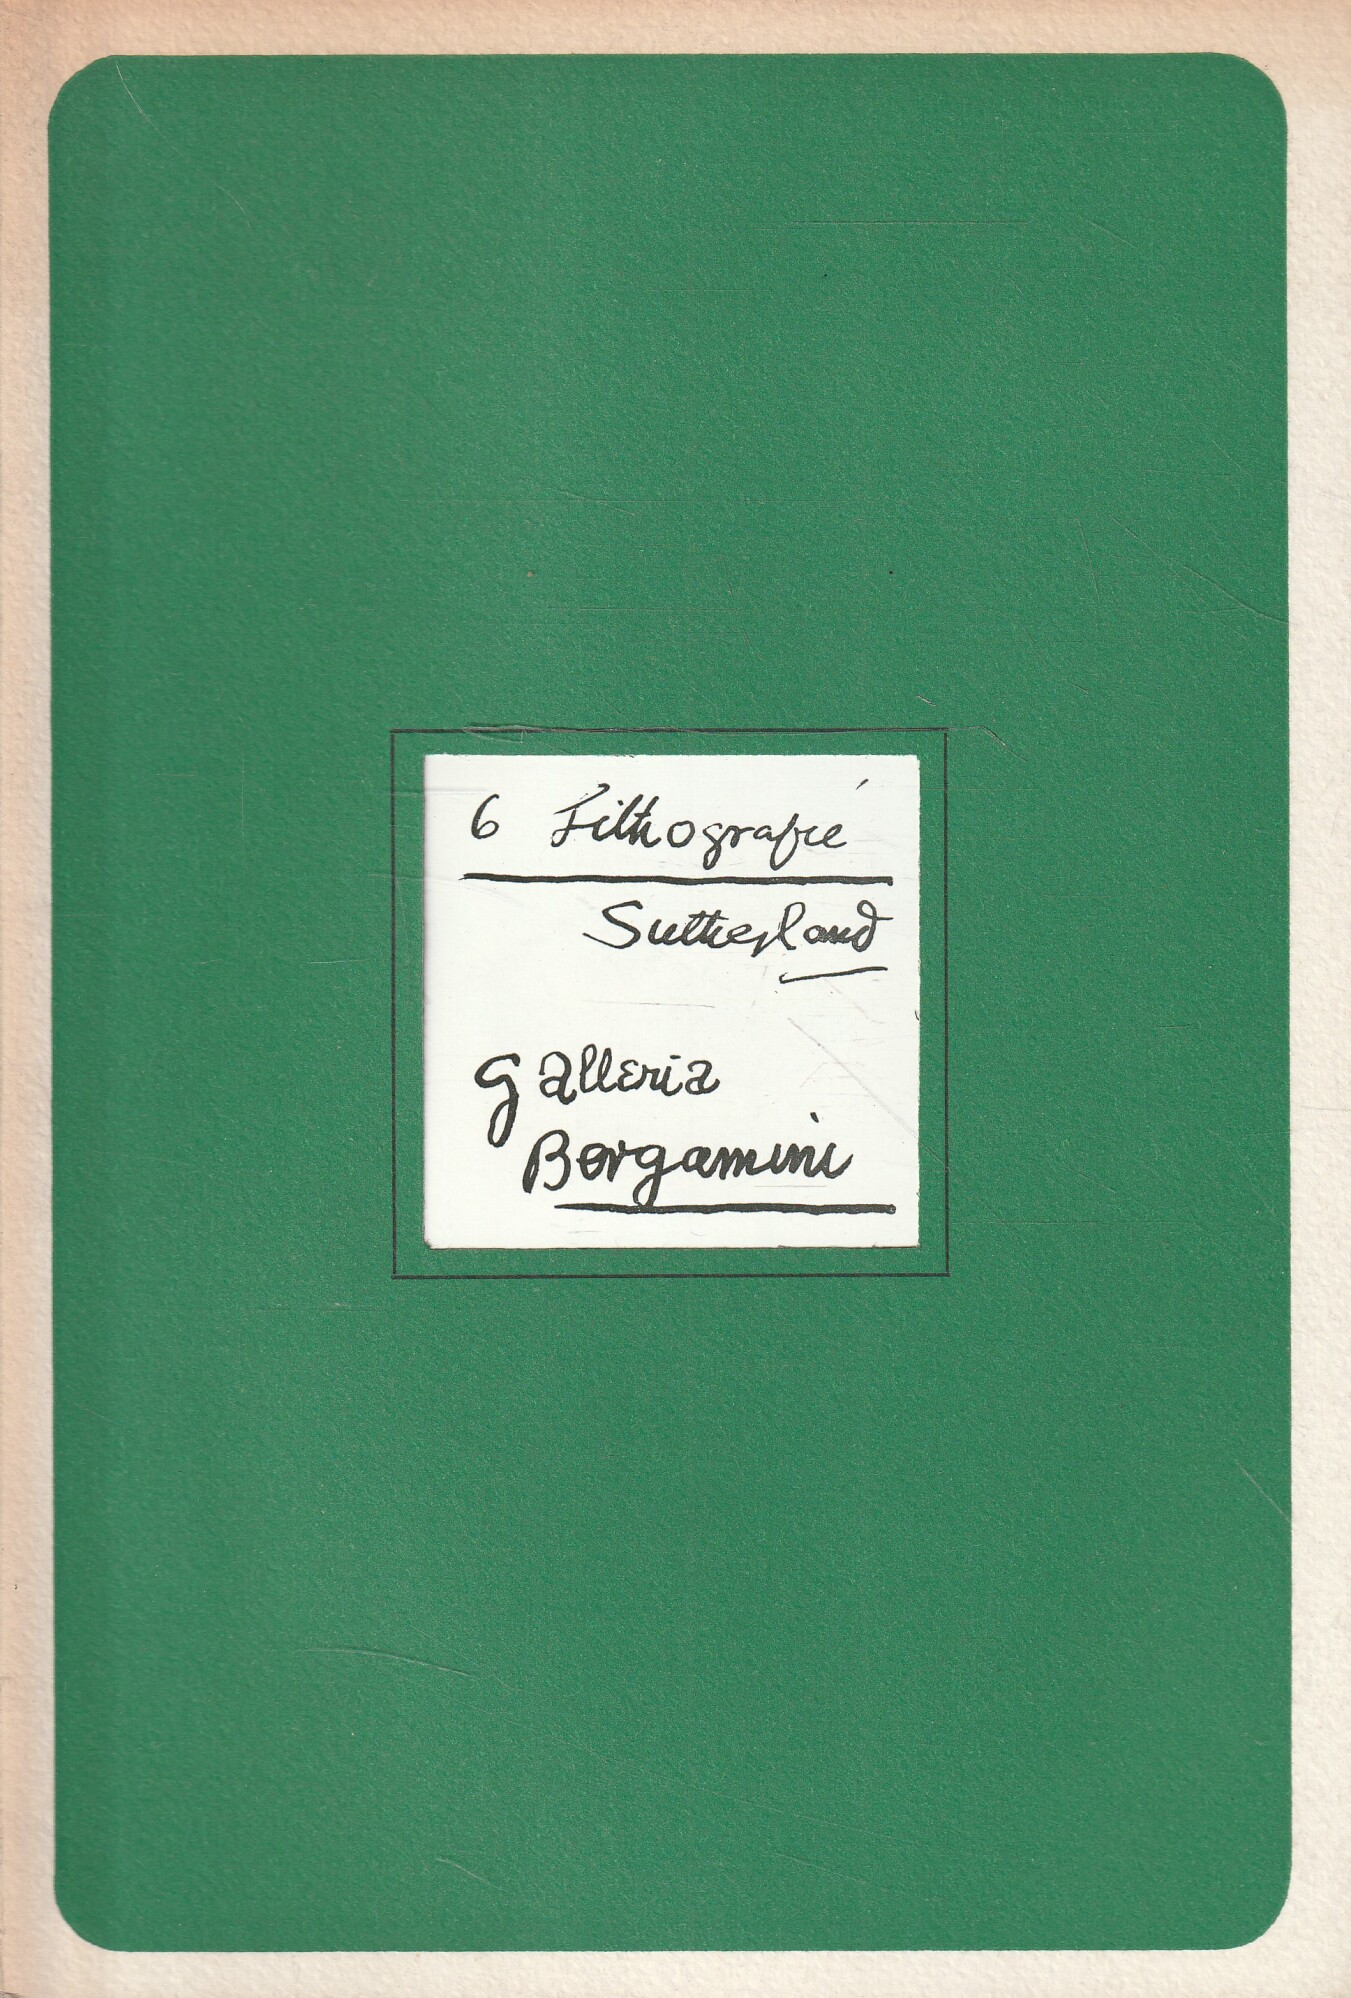 6 Lithografie
Sutherland
Galleria
Bergamini